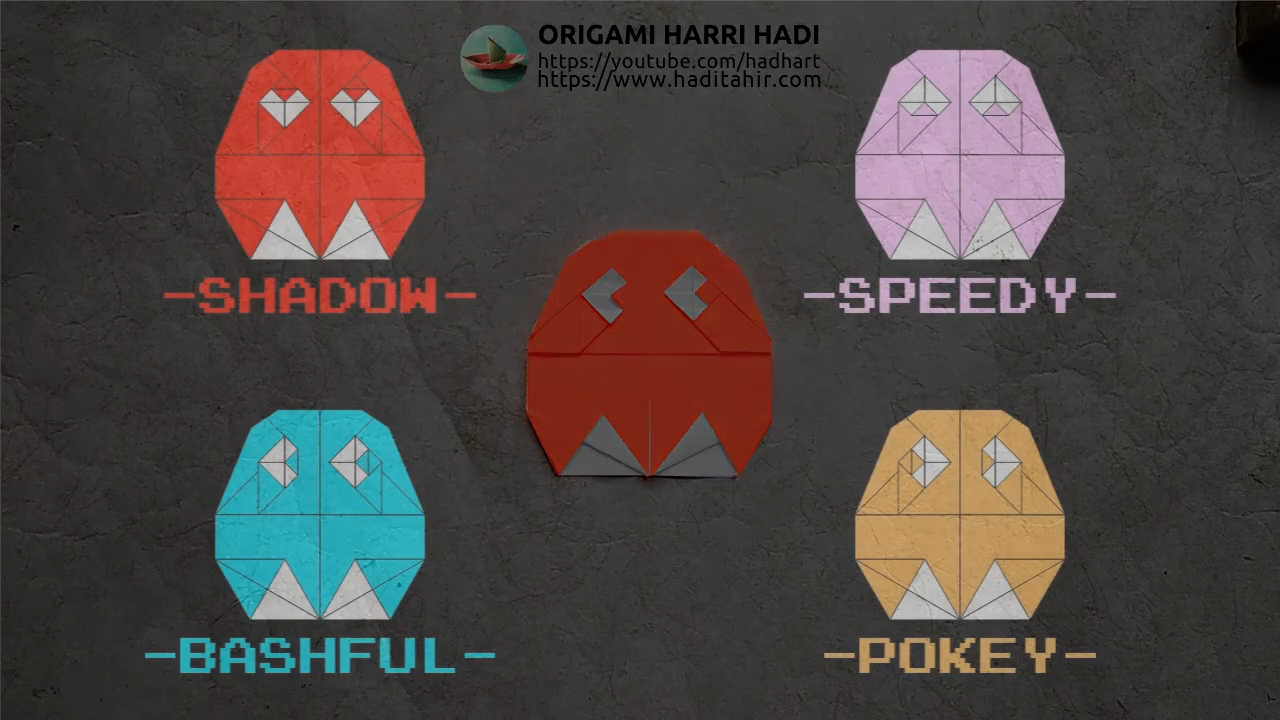 ORIGAMI HARRI HADI
https://youtube.com/hadhart
https://www.haditahir.com
-SHADOW-
-SPEEDY-
-BASHFUL-
-POKEY-